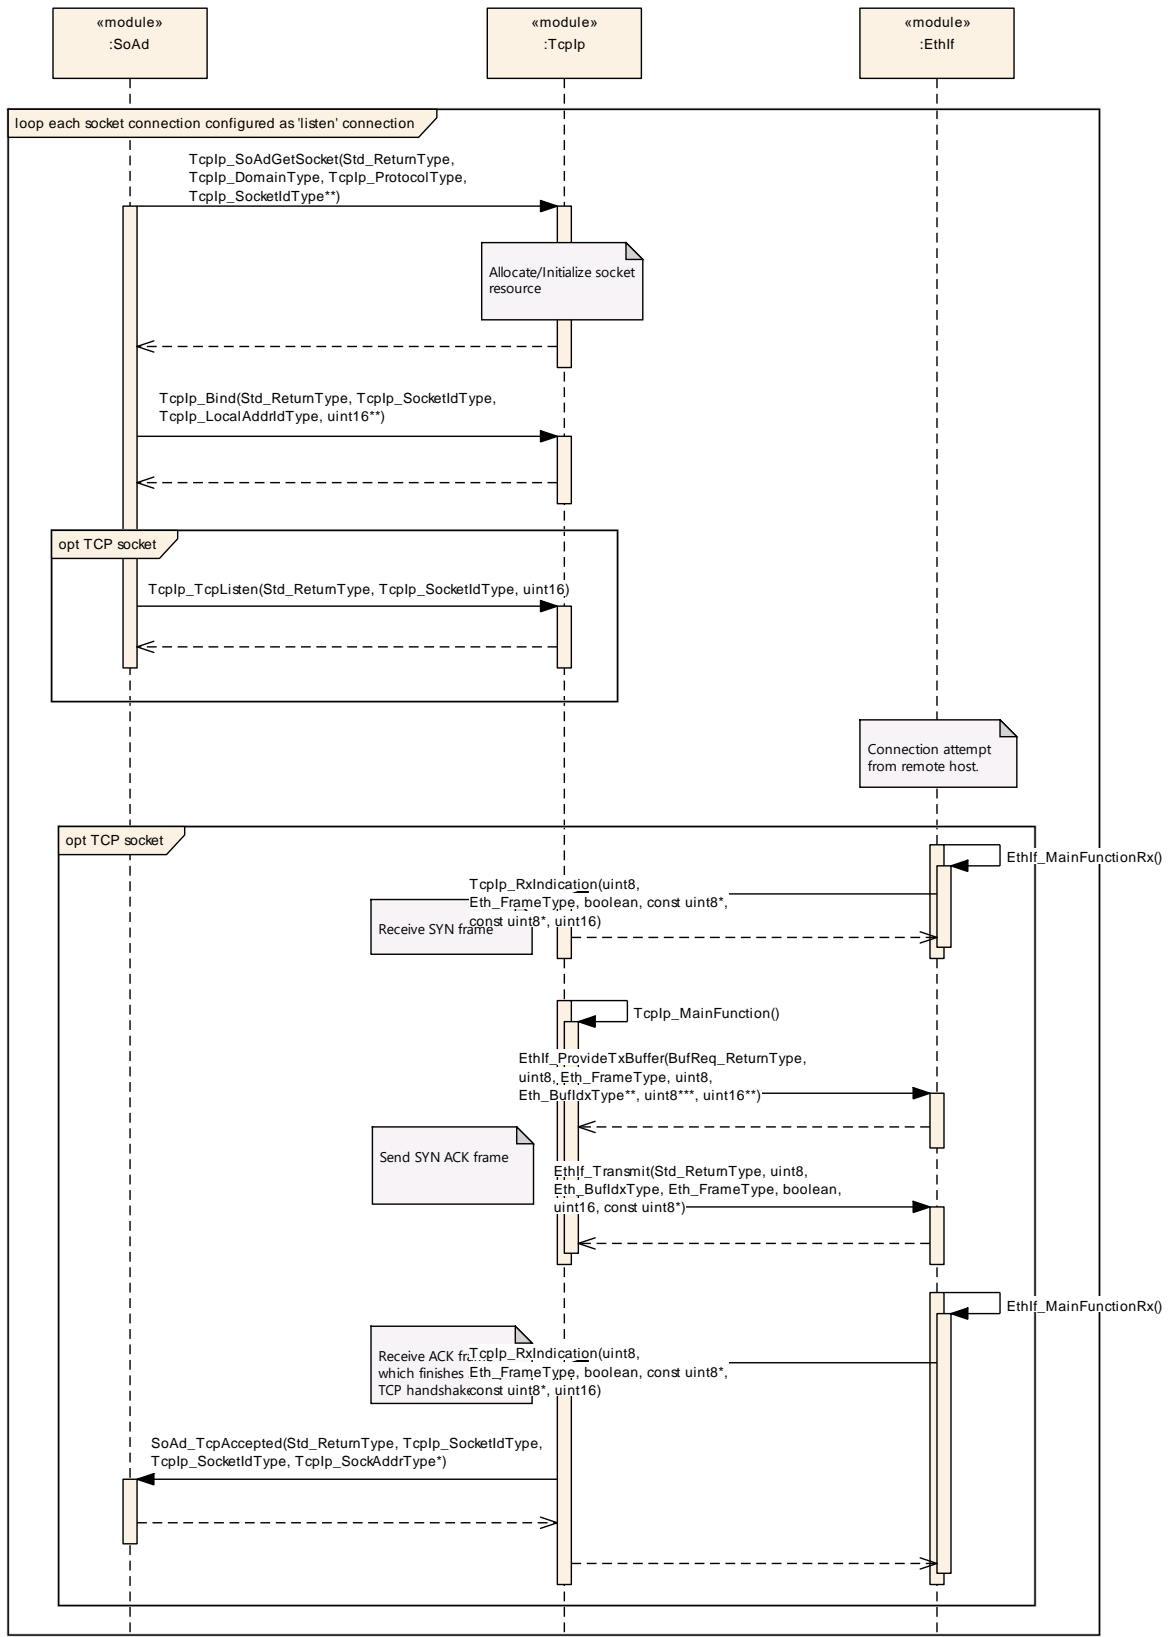 «module»
:SoAd
«module»
:TcpIp
«module»
:EthIf
loop each socket connection configured as 'listen' connection
TcpIp_SoAdGetSocket(Std_ReturnType,
TcpIp_DomainType, TcpIp_ProtocolType,
TcpIp_SocketIdType**)
Allocate/Initialize socket
resource
TcpIp_Bind(Std_ReturnType, TcpIp_SocketIdType,
TcpIp_LocalAddrIdType, uint16**)
opt TCP socket
TcpIp_TcpListen(Std_ReturnType, TcpIp_SocketIdType, uint16)
Connection attempt
from remote host.
opt TCP socket
EthIf_MainFunctionRx()
TcpIp_RxIndication(uint8,
Eth_FrameType, boolean, const uint8*,
const uint8*, uint16)
Receive SYN frame
TcpIp_MainFunction()
EthIf_ProvideTxBuffer(BufReq_ReturnType,
uint8, Eth_FrameType, uint8,
Eth_BufIdxType**, uint8***, uint16**)
Send SYN ACK frame
EthIf_Transmit(Std_ReturnType, uint8,
Eth_BufIdxType, Eth_FrameType, boolean,
uint16, const uint8*)
EthIf_MainFunctionRx()
Receive ACK
which finishes
TCP handshake
TcpIp_RxIndication(uint8,
Eth_FrameType, boolean, const uint8*,
const uint8*, uint16)
SoAd_TcpAccepted(Std_ReturnType, TcpIp_SocketIdType,
TcpIp_SocketIdType, TcpIp_SockAddrType*)